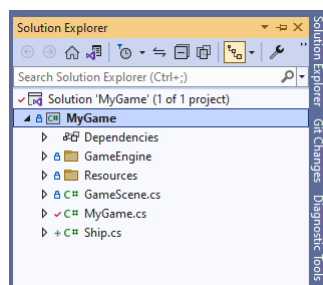 Solution Explorer
Search Solution Explorer (Ctrl+;)
Solution 'MyGame' (1 of 1 project)
C# MyGame
Dependencies
GameEngine
Resources
C# GameScene.cs
C# MyGame.cs
C# Ship.cs
Solution Explorer
Git Changes
Diagnostic Tools